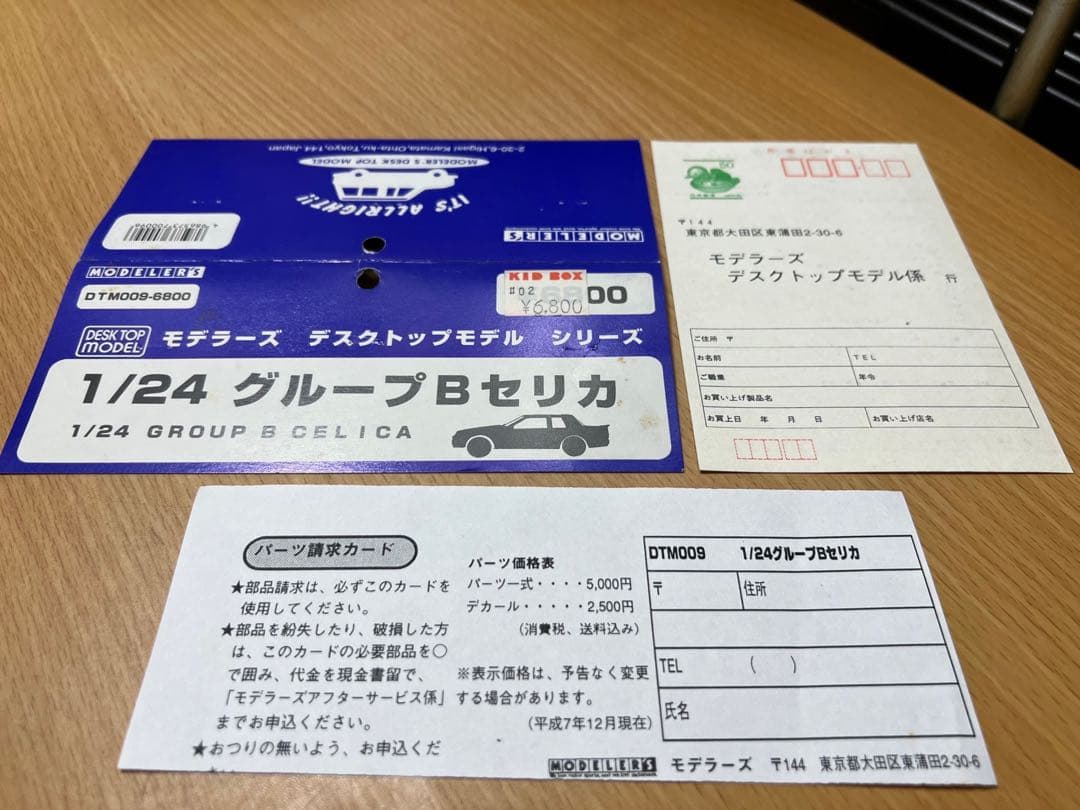 2-30-6,Higasi Kamata,Ohta-ku,Tokyo,144 Japan
MODELER'S DESK TOP MODEL
IT'S ALLRIGHT!!
MODELER'S
MODELER'S
DTM009-6800
KID BOX
#02
¥6,800
00
DESK TOP
MODEL
モデラーズ デスクトップモデル シリーズ
1/24 グループBセリカ
1/24 GROUP B CELICA
50
〒144
東京都大田区東蒲田2-30-6
モデラーズ
デスクトップモデル係 行
ご住所 〒
お名前 TEL
ご職業 年令
お買い上げ製品名
お買上日 年 月 日 お買い上げ店名
パーツ請求カード
★部品請求は、必ずこのカードを
使用してください。
★部品を紛失したり、破損した方
は、このカードの必要部品を○
で囲み、代金を現金書留で、
「モデラーズアフターサービス係」
までお申込ください。
★おつりの無いよう、お申込くだ
パーツ価格表
パーツ一式・・・・5,000円
デカール・・・・・2,500円
(消費税、送料込み)
※表示価格は、予告なく変更
する場合があります。
(平成7年12月現在)
DTM009 1/24グループBセリカ
〒 住所
TEL ( )
氏名
MODELER'S モデラーズ 〒144 東京都大田区東蒲田2-30-6